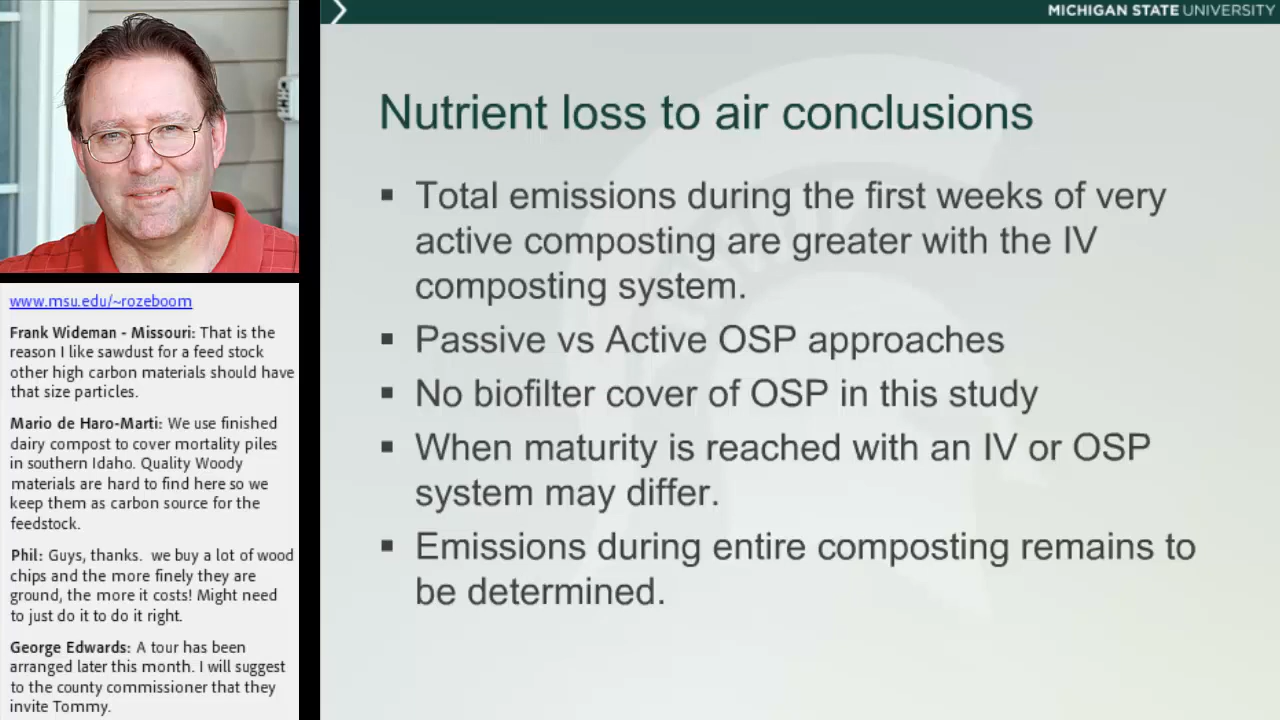 MICHIGAN STATE UNIVERSITY
Nutrient loss to air conclusions
▪ Total emissions during the first weeks of very
active composting are greater with the IV
composting system.
▪ Passive vs Active OSP approaches
▪ No biofilter cover of OSP in this study
▪ When maturity is reached with an IV or OSP
system may differ.
▪ Emissions during entire composting remains to
be determined.
www.msu.edu/~rozeboom
Frank Wideman - Missouri: That is the
reason I like sawdust for a feed stock
other high carbon materials should have
that size particles.
Mario de Haro-Marti: We use finished
dairy compost to cover mortality piles
in southern Idaho. Quality Woody
materials are hard to find here so we
keep them as carbon source for the
feedstock.
Phil: Guys, thanks. we buy a lot of wood
chips and the more finely they are
ground, the more it costs! Might need
to just do it to do it right.
George Edwards: A tour has been
arranged later this month. I will suggest
to the county commissioner that they
invite Tommy.